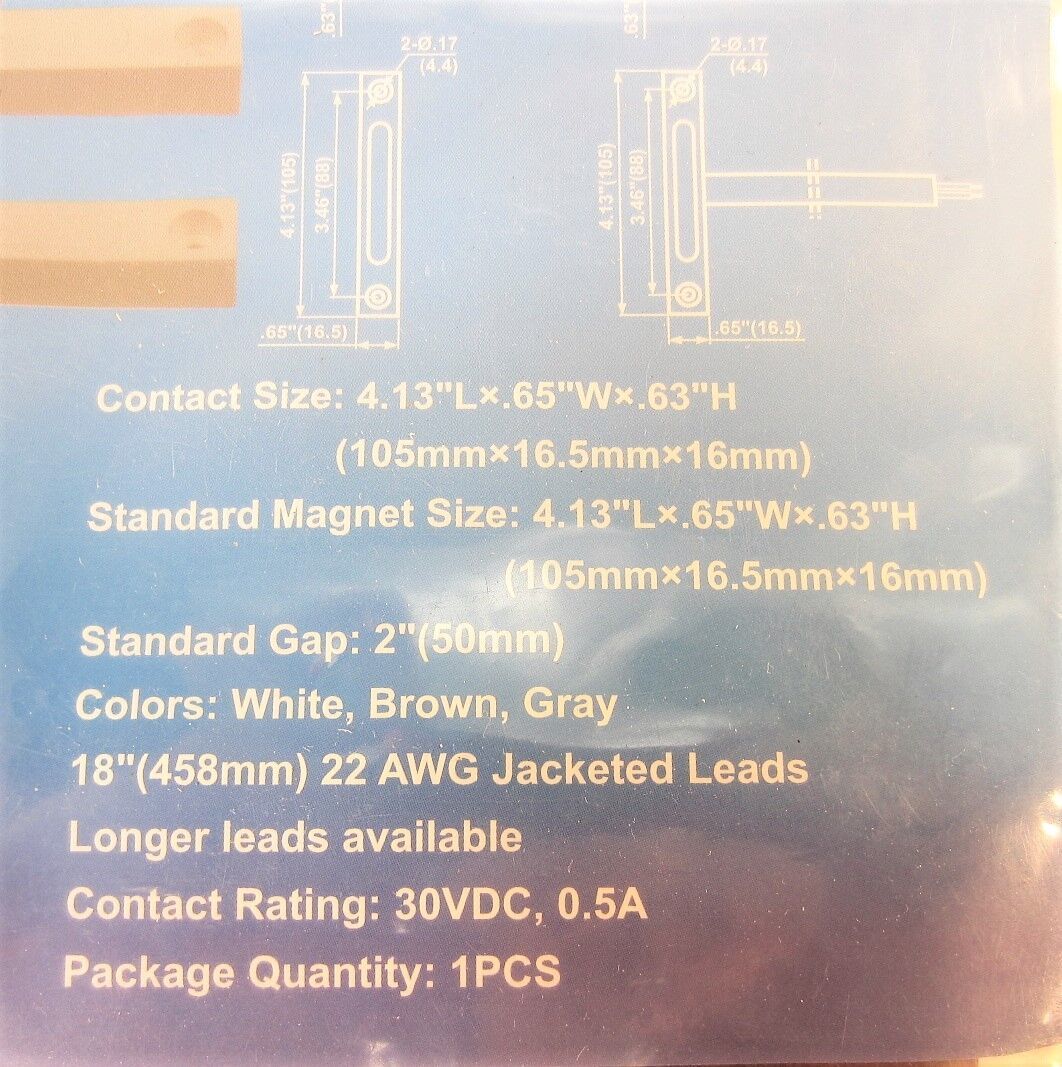 .63"
.63"
2-Ø.17
(4.4)
2-Ø.17
(4.4)
4.13"(105)
3.46"(88)
4.13"(105)
3.46"(88)
.65"(16.5)
.65"(16.5)
Contact Size: 4.13"L×.65"W×.63"H
(105mm×16.5mm×16mm)
Standard Magnet Size: 4.13"L×.65"W×.63"H
(105mm×16.5mm×16mm)
Standard Gap: 2"(50mm)
Colors: White, Brown, Gray
18"(458mm) 22 AWG Jacketed Leads
Longer leads available
Contact Rating: 30VDC, 0.5A
Package Quantity: 1PCS